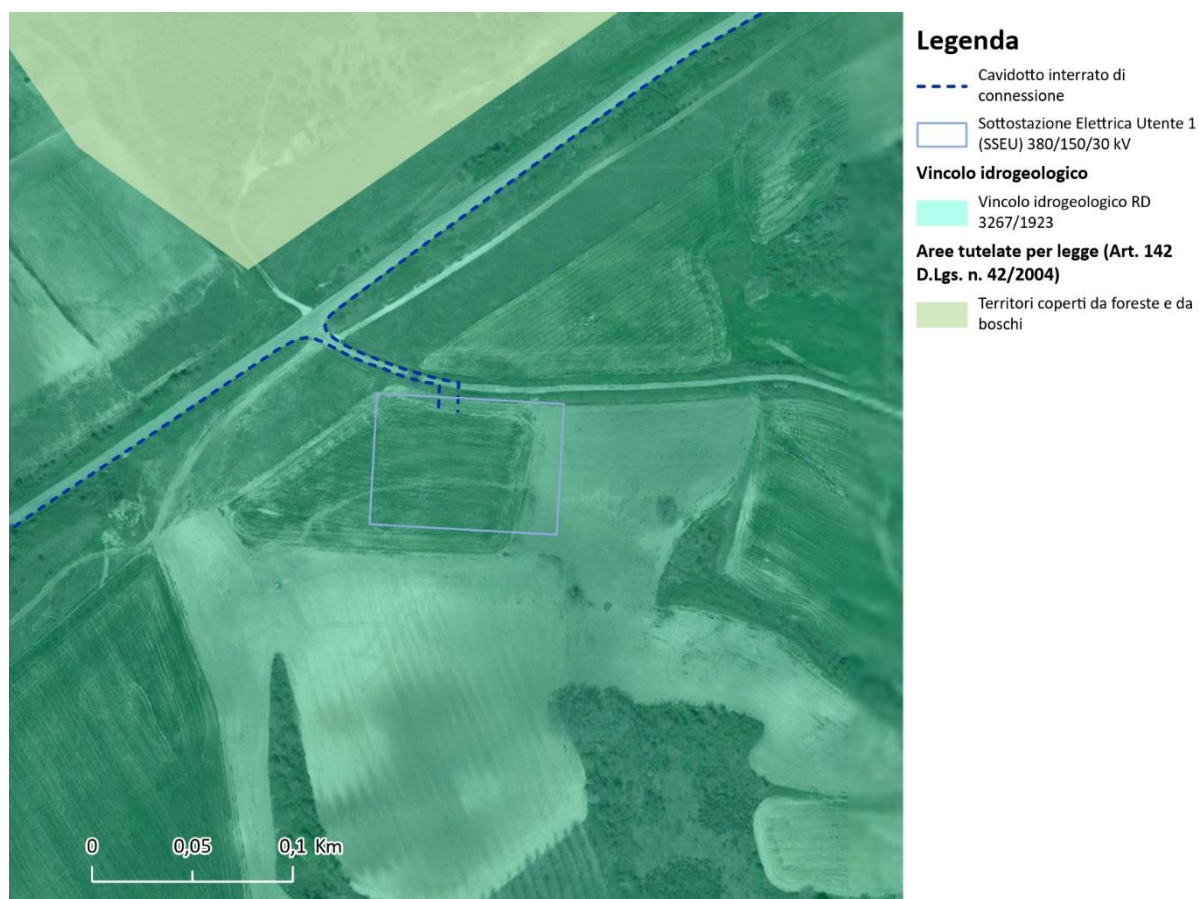 Legenda
Cavidotto interrato di
connessione
Sottostazione Elettrica Utente 1
(SSEU) 380/150/30 kV
Vincolo idrogeologico
Vincolo idrogeologico RD
3267/1923
Aree tutelate per legge (Art. 142
D.Lgs. n. 42/2004)
Territori coperti da foreste e da
boschi
0 0,05 0,1 Km